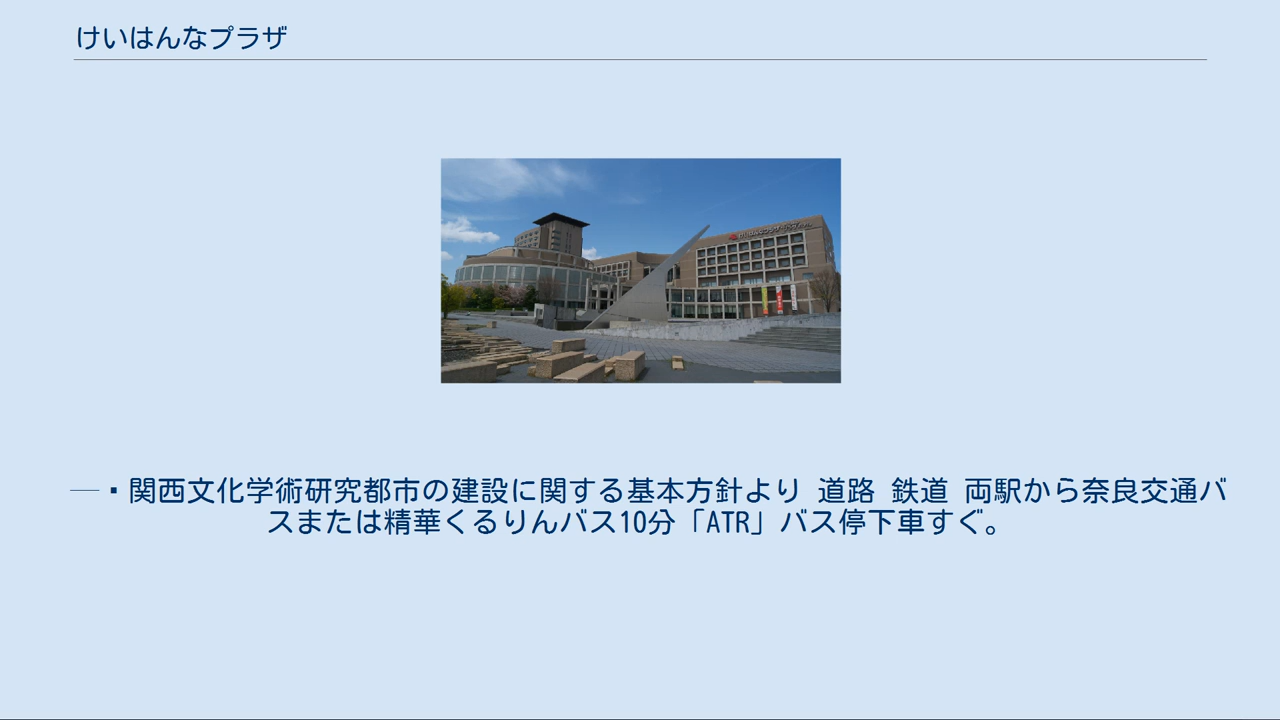 けいはんなプラザ
―▪関西文化学術研究都市の建設に関する基本方針より 道路 鉄道 両駅から奈良交通バ
スまたは精華くるりんバス10分「ATR」バス停下車すぐ。